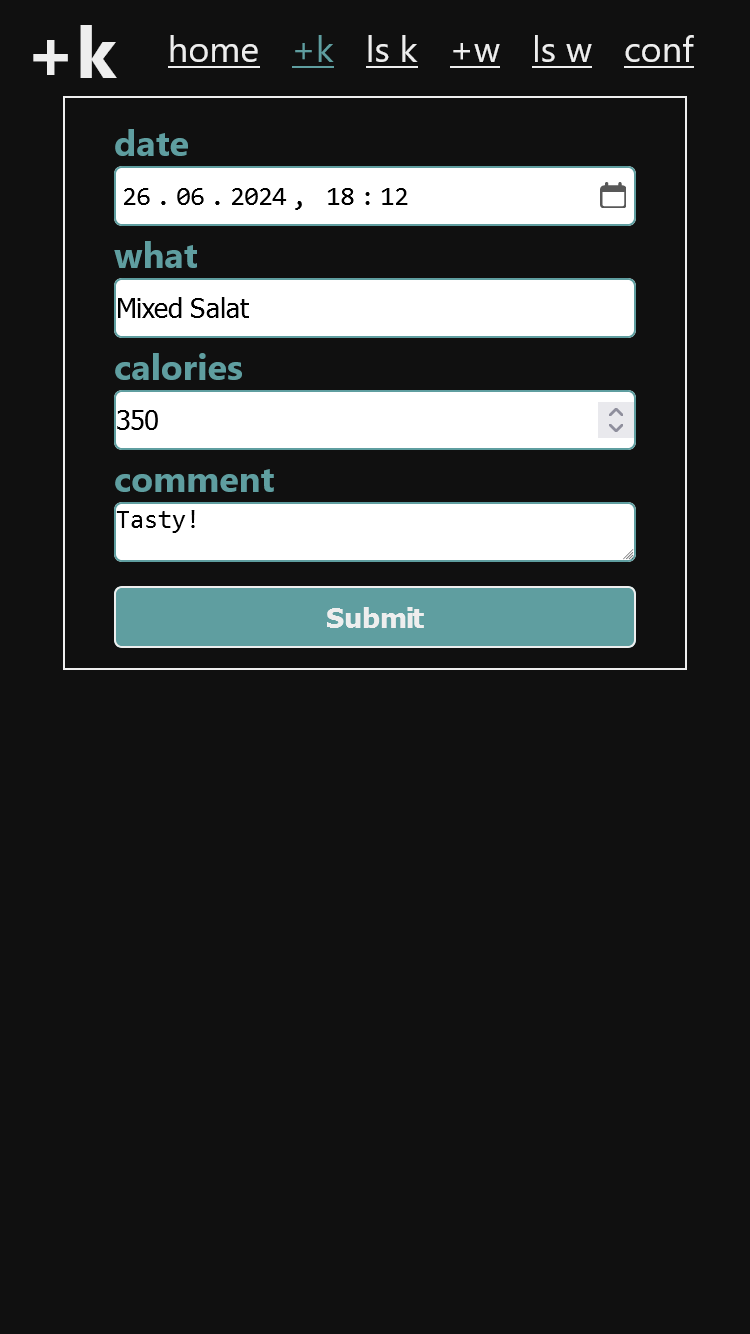 +k home +k ls k +w ls w conf
date
26.06.2024, 18:12
what
Mixed Salat
calories
350
comment
Tasty!
Submit